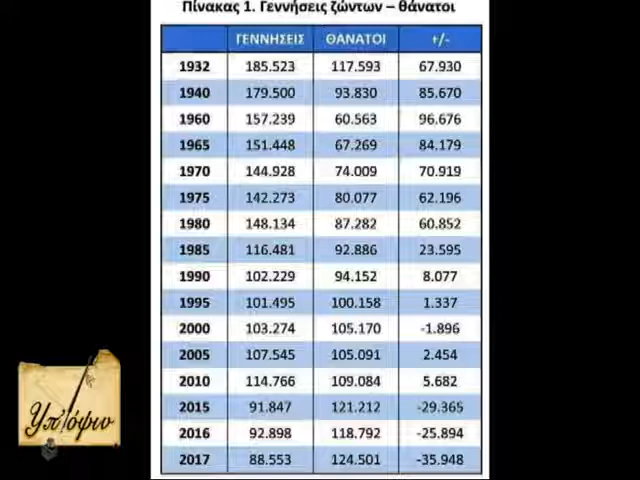 Πίνακας 1. Γεννήσεις ζώντων – θάνατοι
ΓΕΝΝΗΣΕΙΣ ΘΑΝΑΤΟΙ +/-
1932 185.523 117.593 67.930
1940 179.500 93.830 85.670
1960 157.239 60.563 96.676
1965 151.448 67.269 84.179
1970 144.928 74.009 70.919
1975 142.273 80.077 62.196
1980 148.134 87.282 60.852
1985 116.481 92.886 23.595
1990 102.229 94.152 8.077
1995 101.495 100.158 1.337
2000 103.274 105.170 -1.896
2005 107.545 105.091 2.454
2010 114.766 109.084 5.682
2015 91.847 121.212 -29.365
2016 92.898 118.792 -25.894
2017 88.553 124.501 -35.948
Υπ'όψιν